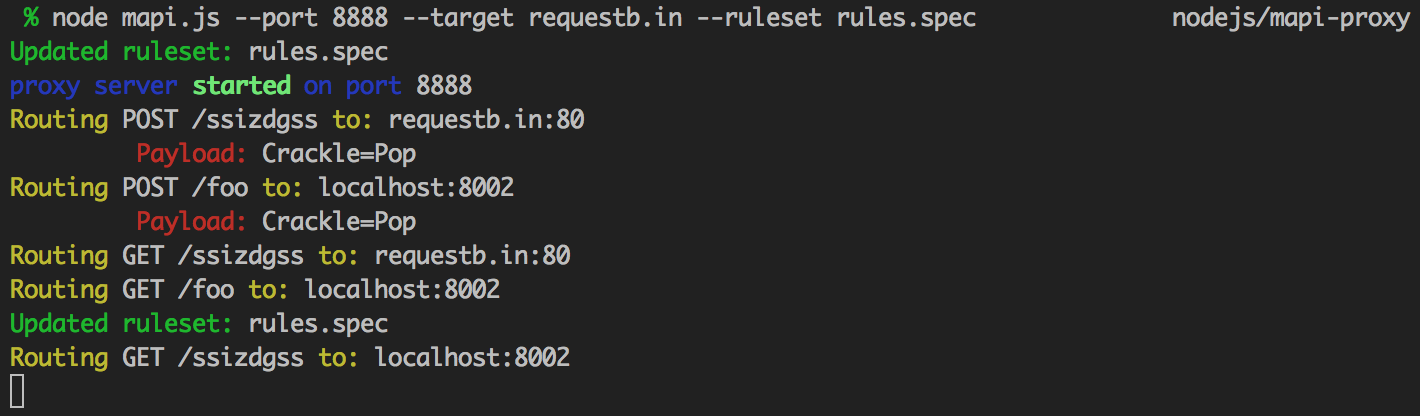 % node mapi.js --port 8888 --target requestb.in --ruleset rules.spec nodejs/mapi-proxy
Updated ruleset: rules.spec
proxy server started on port 8888
Routing POST /ssizdgss to: requestb.in:80
Payload: Crackle=Pop
Routing POST /foo to: localhost:8002
Payload: Crackle=Pop
Routing GET /ssizdgss to: requestb.in:80
Routing GET /foo to: localhost:8002
Updated ruleset: rules.spec
Routing GET /ssizdgss to: localhost:8002